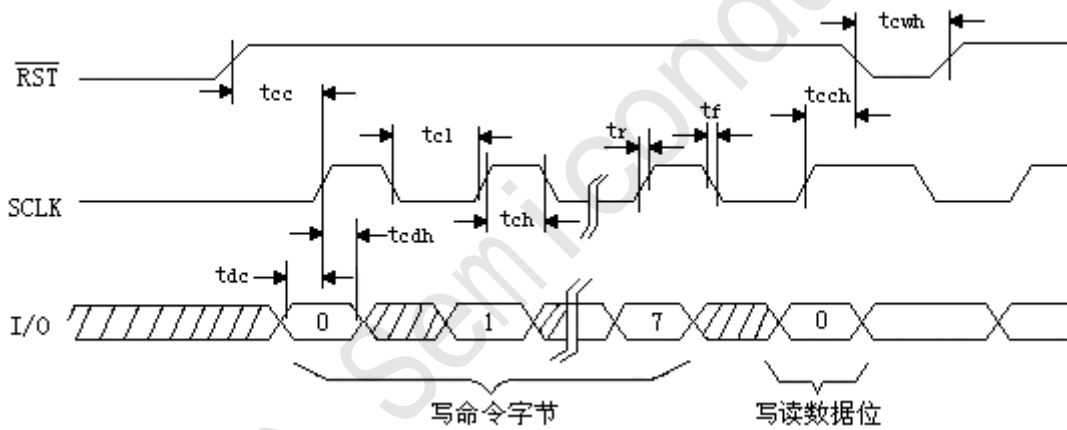 tcwh
RST
tcc
tcch
tcl
tr
tf
SCLK
tch
tcdh
tdc
I/O
0
1
7
0
写命令字节
写读数据位
Semicond